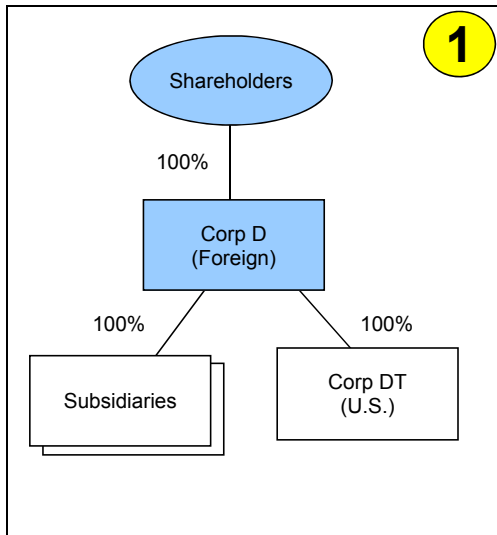 1
Shareholders
100%
Corp D
(Foreign)
100%
100%
Subsidiaries
Corp DT
(U.S.)